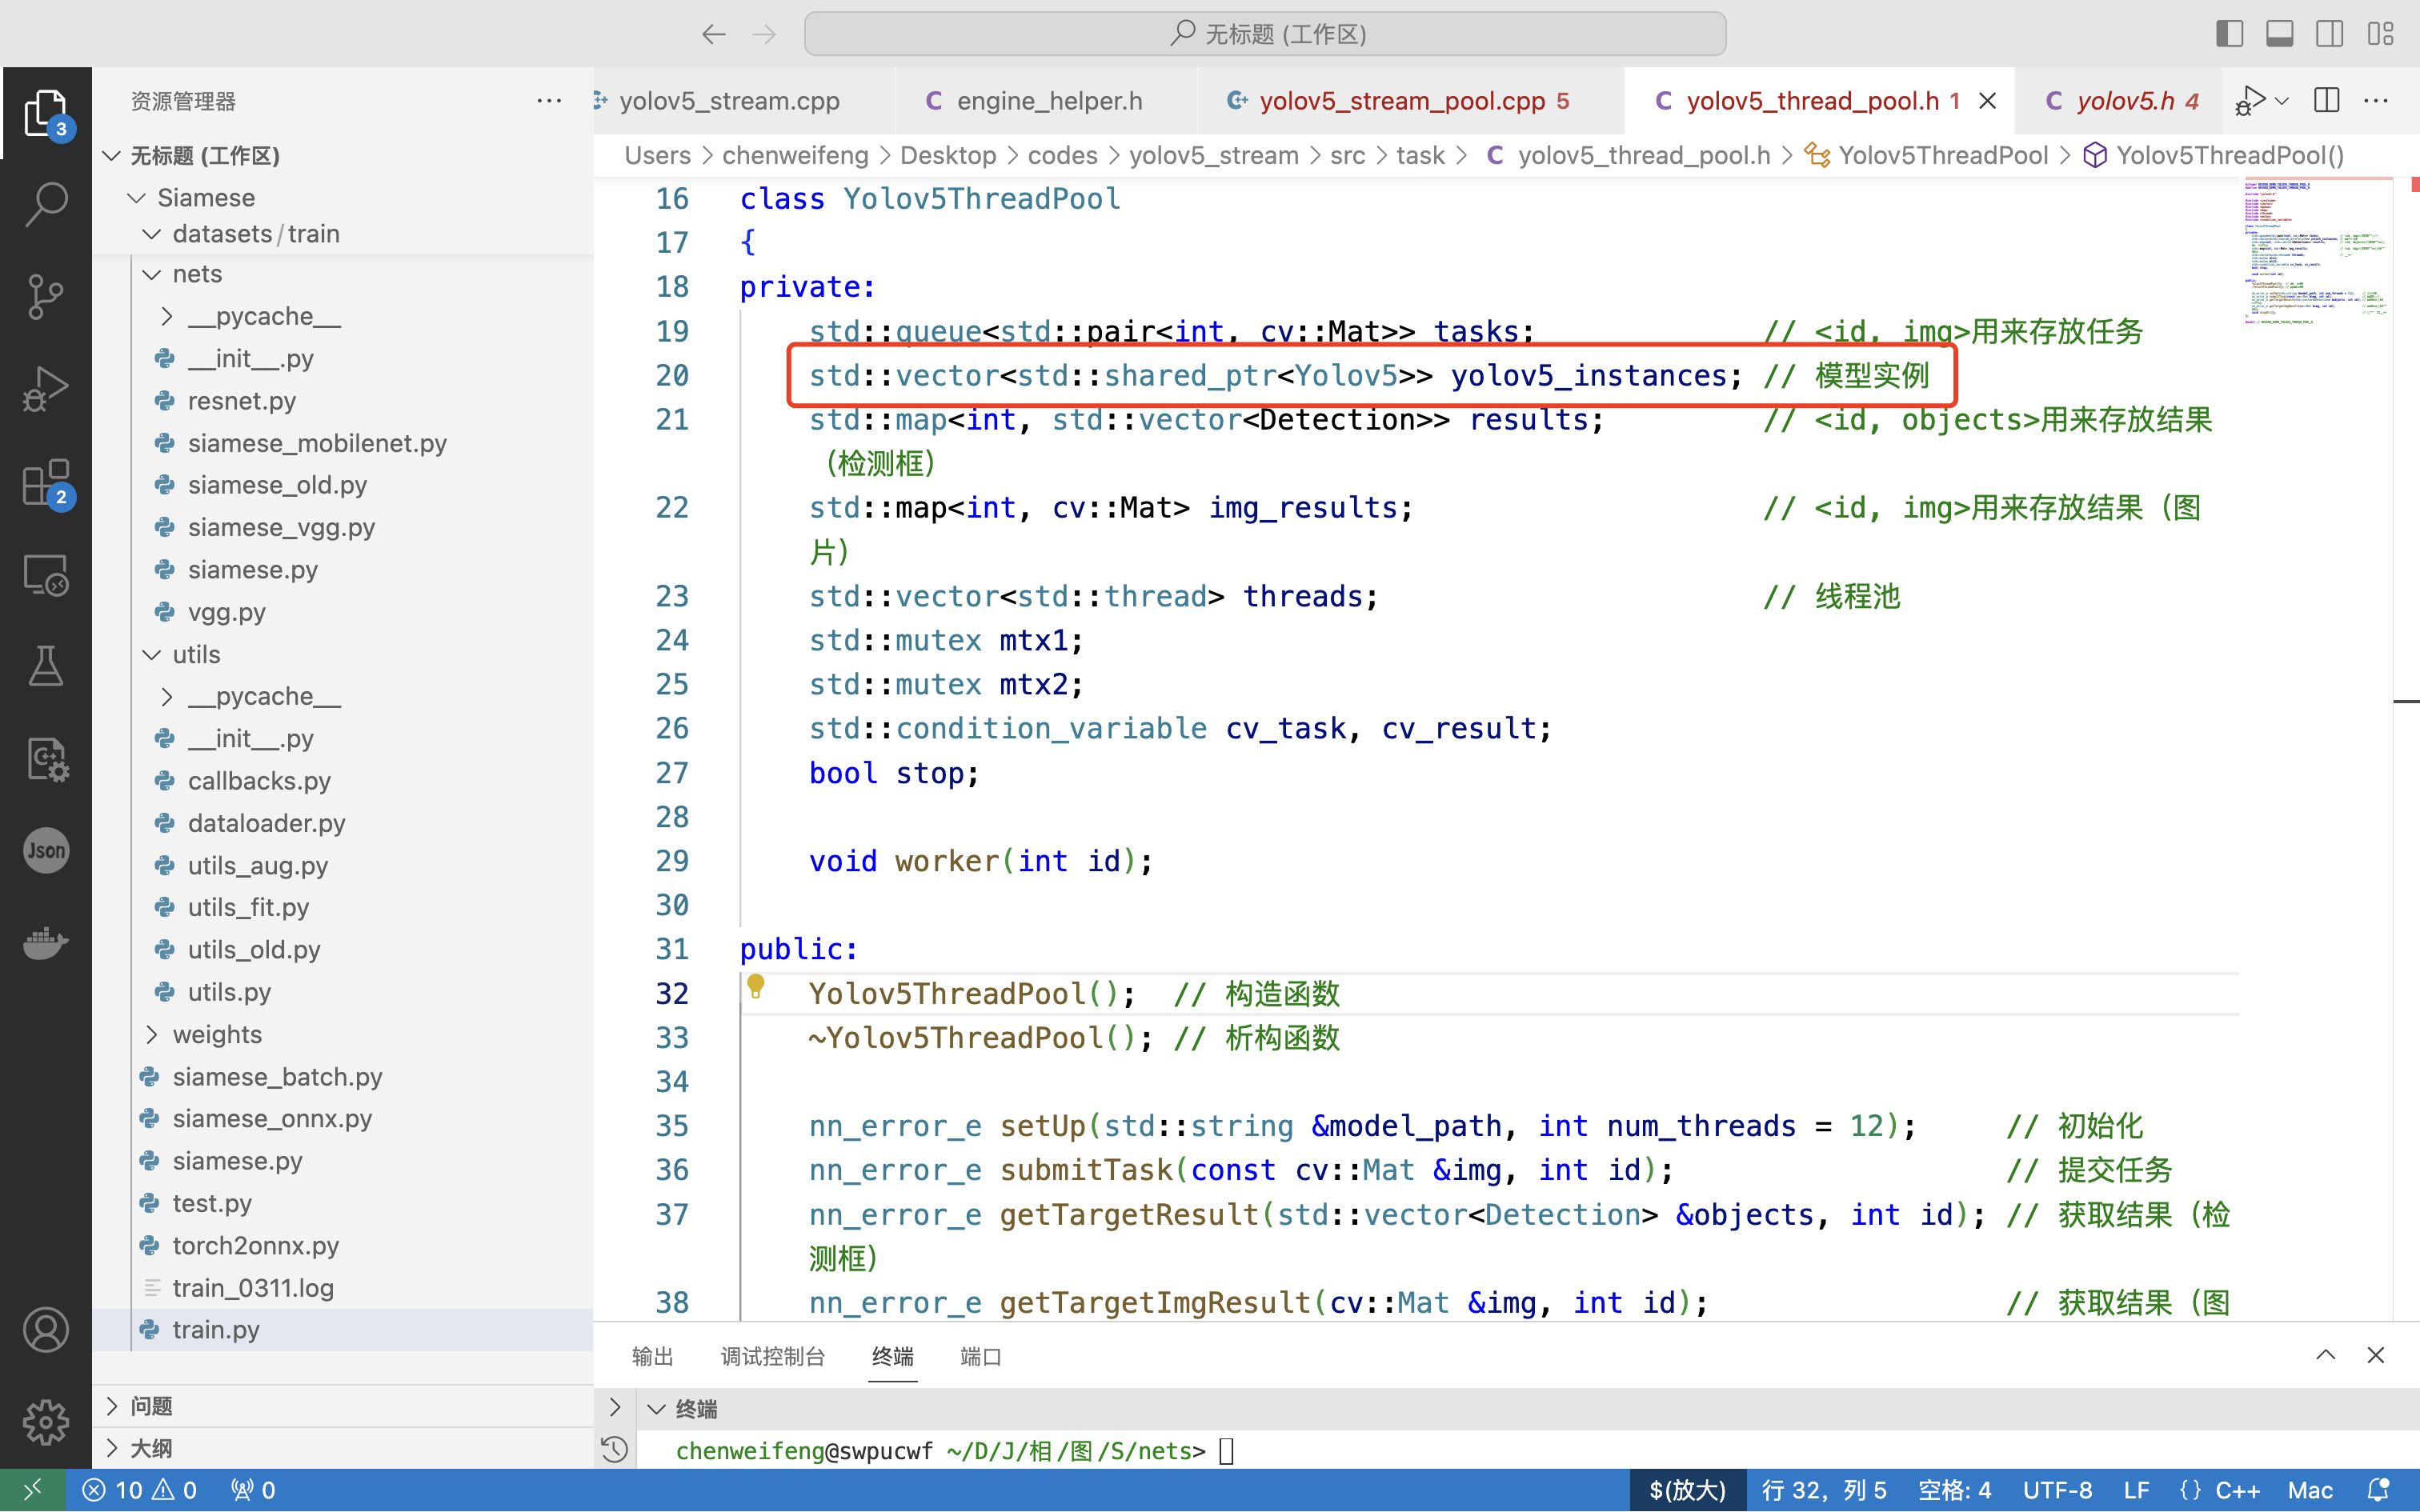 无标题 (工作区)
资源管理器
yolov5_stream.cpp
engine_helper.h
yolov5_stream_pool.cpp 5
yolov5_thread_pool.h 1
yolov5.h 4
Users > chenweifeng > Desktop > codes > yolov5_stream > src > task > C yolov5_thread_pool.h > Yolov5ThreadPool > Yolov5ThreadPool()
3
2
Json
无标题 (工作区)
Siamese
datasets/train
nets
__pycache__
__init__.py
resnet.py
siamese_mobilenet.py
siamese_old.py
siamese_vgg.py
siamese.py
vgg.py
utils
__pycache__
__init__.py
callbacks.py
dataloader.py
utils_aug.py
utils_fit.py
utils_old.py
utils.py
weights
siamese_batch.py
siamese_onnx.py
siamese.py
test.py
torch2onnx.py
train_0311.log
train.py
问题
大纲
16 class Yolov5ThreadPool
17 {
18 private:
19 std::queue<std::pair<int, cv::Mat>> tasks; // <id, img>用来存放任务
20 std::vector<std::shared_ptr<Yolov5>> yolov5_instances; // 模型实例
21 std::map<int, std::vector<Detection>> results; // <id, objects>用来存放结果
（检测框）
22 std::map<int, cv::Mat> img_results; // <id, img>用来存放结果（图
片）
23 std::vector<std::thread> threads; // 线程池
24 std::mutex mtx1;
25 std::mutex mtx2;
26 std::condition_variable cv_task, cv_result;
27 bool stop;
28
29 void worker(int id);
30
31 public:
32 Yolov5ThreadPool(); // 构造函数
33 ~Yolov5ThreadPool(); // 析构函数
34
35 nn_error_e setUp(std::string &model_path, int num_threads = 12); // 初始化
36 nn_error_e submitTask(const cv::Mat &img, int id); // 提交任务
37 nn_error_e getTargetResult(std::vector<Detection> &objects, int id); // 获取结果（检
测框）
38 nn_error_e getTargetImgResult(cv::Mat &img, int id); // 获取结果（图
输出 调试控制台 终端 端口
终端
chenweifeng@swpucwf ~/D/J/相/图/S/nets>
10 0 0 $(放大) 行 32，列 5 空格: 4 UTF-8 LF {} C++ Mac